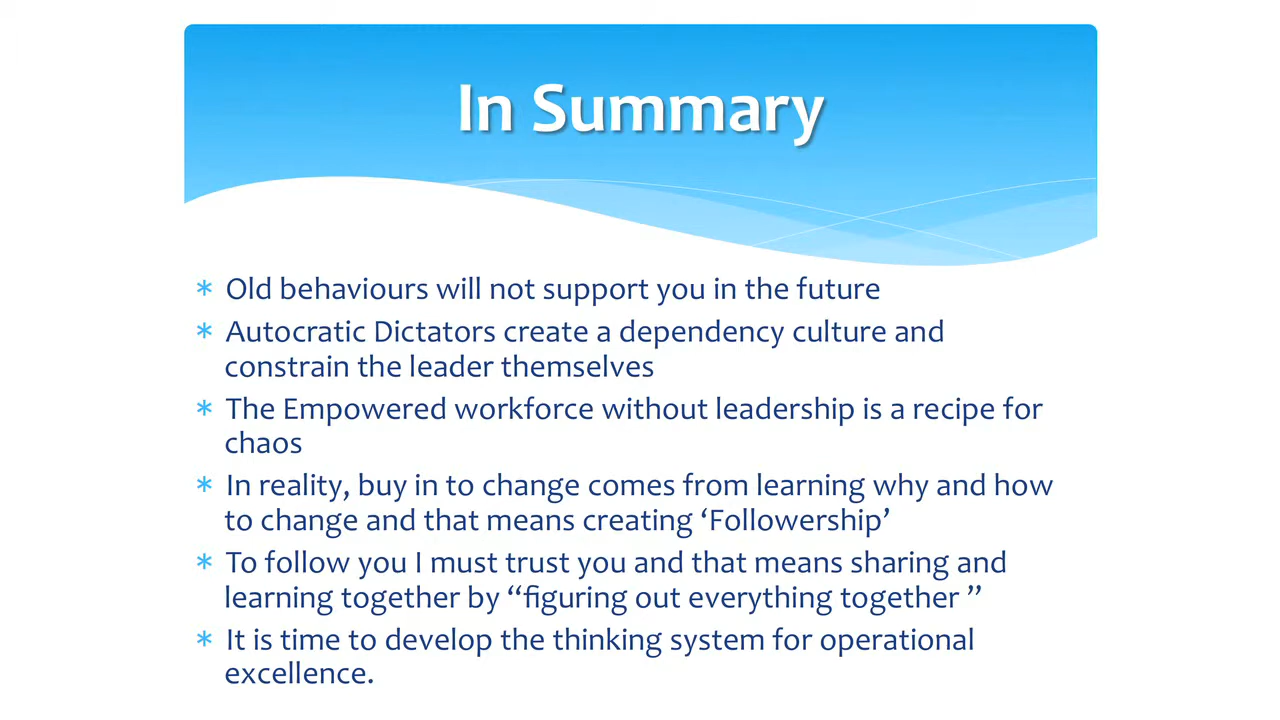 In Summary
* Old behaviours will not support you in the future
* Autocratic Dictators create a dependency culture and
constrain the leader themselves
* The Empowered workforce without leadership is a recipe for
chaos
* In reality, buy in to change comes from learning why and how
to change and that means creating ‘Followership’
* To follow you I must trust you and that means sharing and
learning together by “figuring out everything together ”
* It is time to develop the thinking system for operational
excellence.